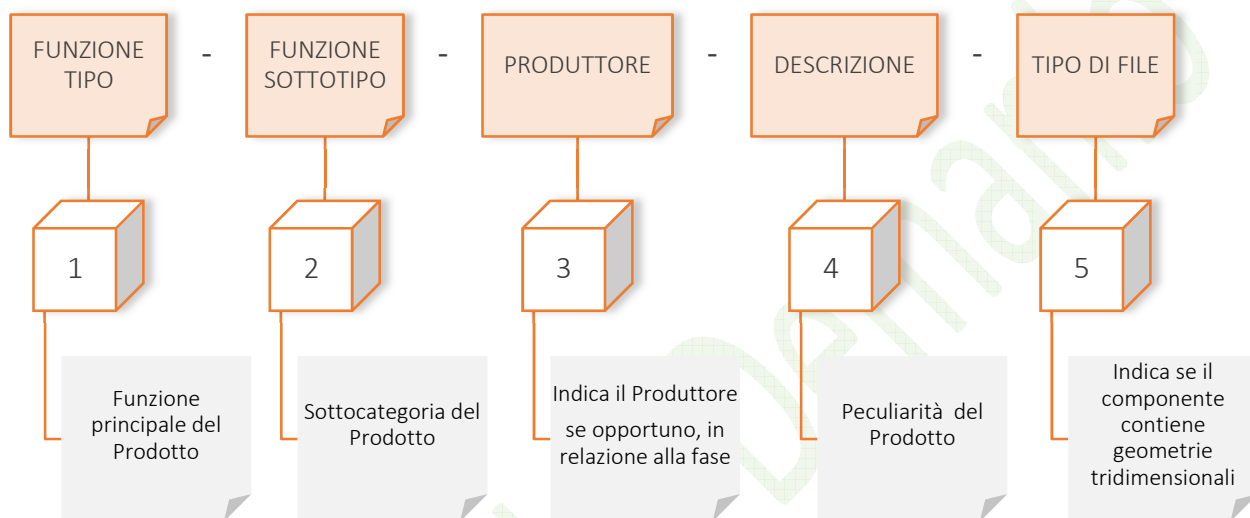 FUNZIONE
TIPO
-
FUNZIONE
SOTTOTIPO
-
PRODUTTORE
-
DESCRIZIONE
-
TIPO DI FILE
1
2
3
4
5
Funzione
principale del
Prodotto
Sottocategoria del
Prodotto
Indica il Produttore
se opportuno, in
relazione alla fase
Peculiarità del
Prodotto
Indica se il
componente
contiene
geometrie
tridimensionali